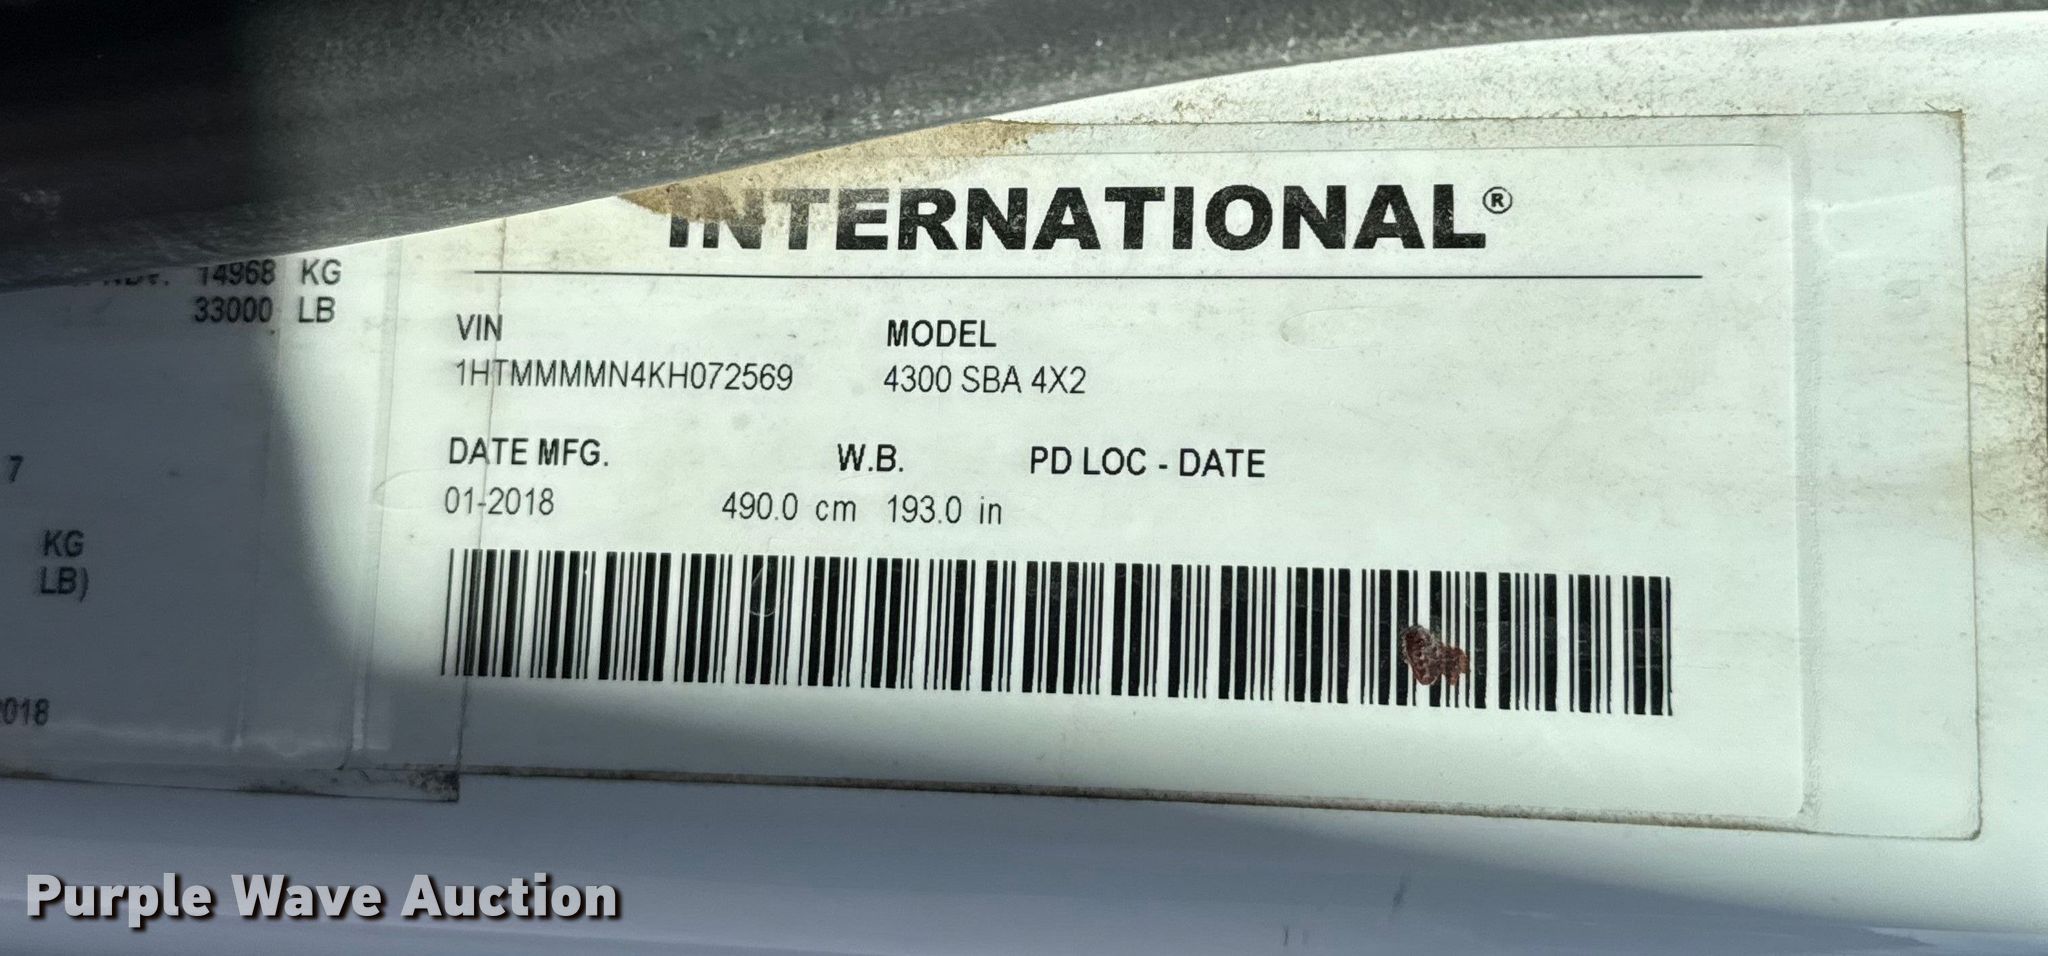 INTERNATIONAL®
14968 KG
33000 LB
VIN
MODEL
1HTMMMMN4KH072569
4300 SBA 4X2
DATE MFG.
W.B.
PD LOC - DATE
01-2018
490.0 cm 193.0 in
7
KG
LB)
2018
Purple Wave Auction